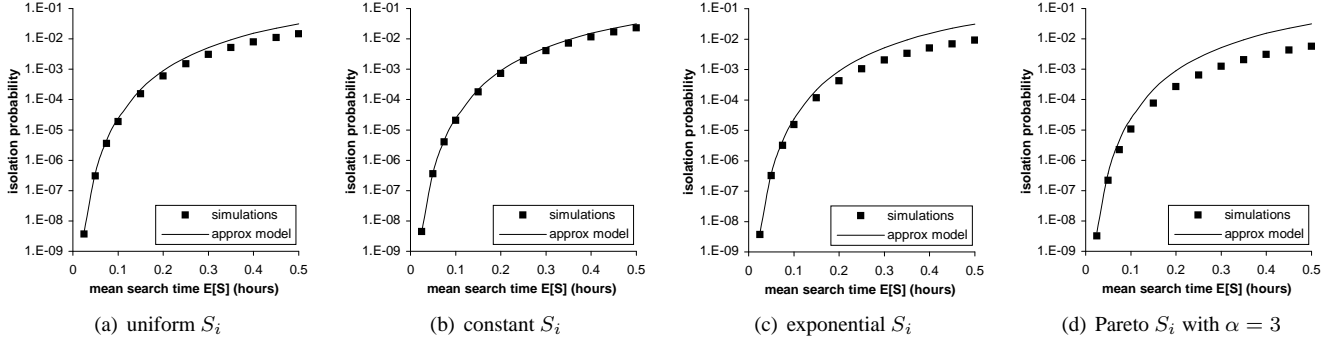 1.E-01
1.E-02
1.E-03
1.E-04
1.E-05
1.E-06
1.E-07
1.E-08
1.E-09
isolation probability
0 0.1 0.2 0.3 0.4 0.5
mean search time E[S] (hours)
simulations
approx model
(a) uniform S_i
1.E-01
1.E-02
1.E-03
1.E-04
1.E-05
1.E-06
1.E-07
1.E-08
1.E-09
isolation probability
0 0.1 0.2 0.3 0.4 0.5
mean search time E[S] (hours)
simulations
approx model
(b) constant S_i
1.E-01
1.E-02
1.E-03
1.E-04
1.E-05
1.E-06
1.E-07
1.E-08
1.E-09
isolation probability
0 0.1 0.2 0.3 0.4 0.5
mean search time E[S] (hours)
simulations
approx model
(c) exponential S_i
1.E-01
1.E-02
1.E-03
1.E-04
1.E-05
1.E-06
1.E-07
1.E-08
1.E-09
isolation probability
0 0.1 0.2 0.3 0.4 0.5
mean search time E[S] (hours)
simulations
approx model
(d) Pareto S_i with α = 3